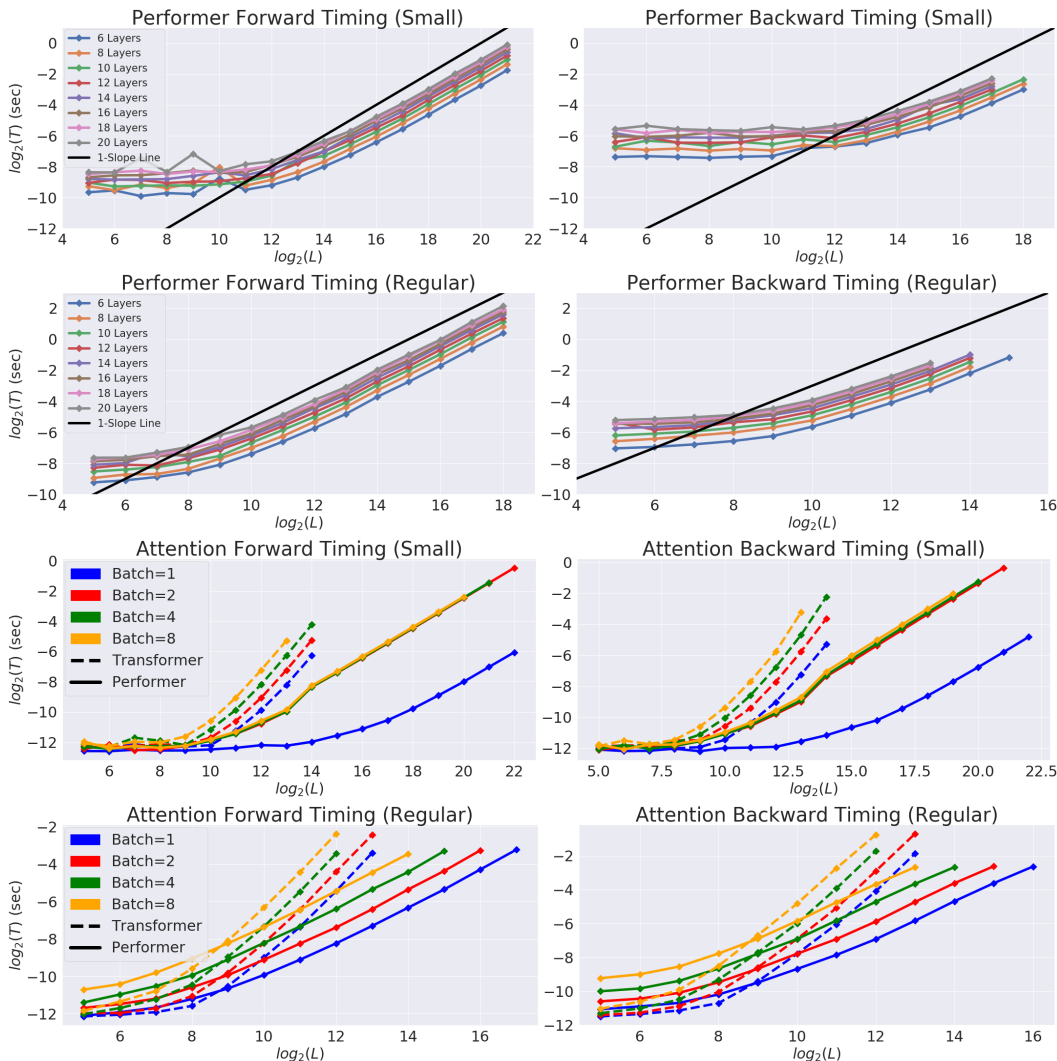 Performer Forward Timing (Small)
Performer Backward Timing (Small)
log₂(T) (sec)
0
−2
−4
−6
−8
−10
−12
6 Layers
8 Layers
10 Layers
12 Layers
14 Layers
16 Layers
18 Layers
20 Layers
1-Slope Line
4 6 8 10 12 14 16 18 20 22
log₂(L)
0
−2
−4
−6
−8
−10
−12
4 6 8 10 12 14 16 18
log₂(L)
Performer Forward Timing (Regular)
Performer Backward Timing (Regular)
log₂(T) (sec)
2
0
−2
−4
−6
−8
−10
6 Layers
8 Layers
10 Layers
12 Layers
14 Layers
16 Layers
18 Layers
20 Layers
1-Slope Line
4 6 8 10 12 14 16 18
log₂(L)
2
0
−2
−4
−6
−8
−10
4 6 8 10 12 14 16
log₂(L)
Attention Forward Timing (Small)
Attention Backward Timing (Small)
log₂(T) (sec)
0
−2
−4
−6
−8
−10
−12
Batch=1
Batch=2
Batch=4
Batch=8
Transformer
Performer
6 8 10 12 14 16 18 20 22
log₂(L)
0
−2
−4
−6
−8
−10
−12
5.0 7.5 10.0 12.5 15.0 17.5 20.0 22.5
log₂(L)
Attention Forward Timing (Regular)
Attention Backward Timing (Regular)
log₂(T) (sec)
−2
−4
−6
−8
−10
−12
Batch=1
Batch=2
Batch=4
Batch=8
Transformer
Performer
6 8 10 12 14 16
log₂(L)
−2
−4
−6
−8
−10
−12
6 8 10 12 14 16
log₂(L)